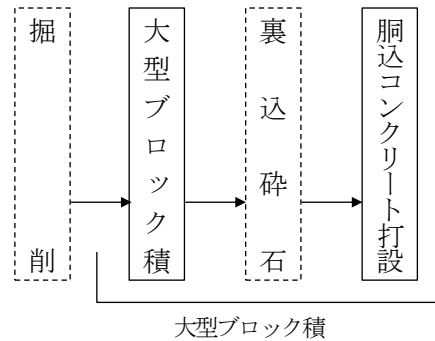 掘削
大型ブロック積
裏込砕石
胴込コンクリート打設
大型ブロック積